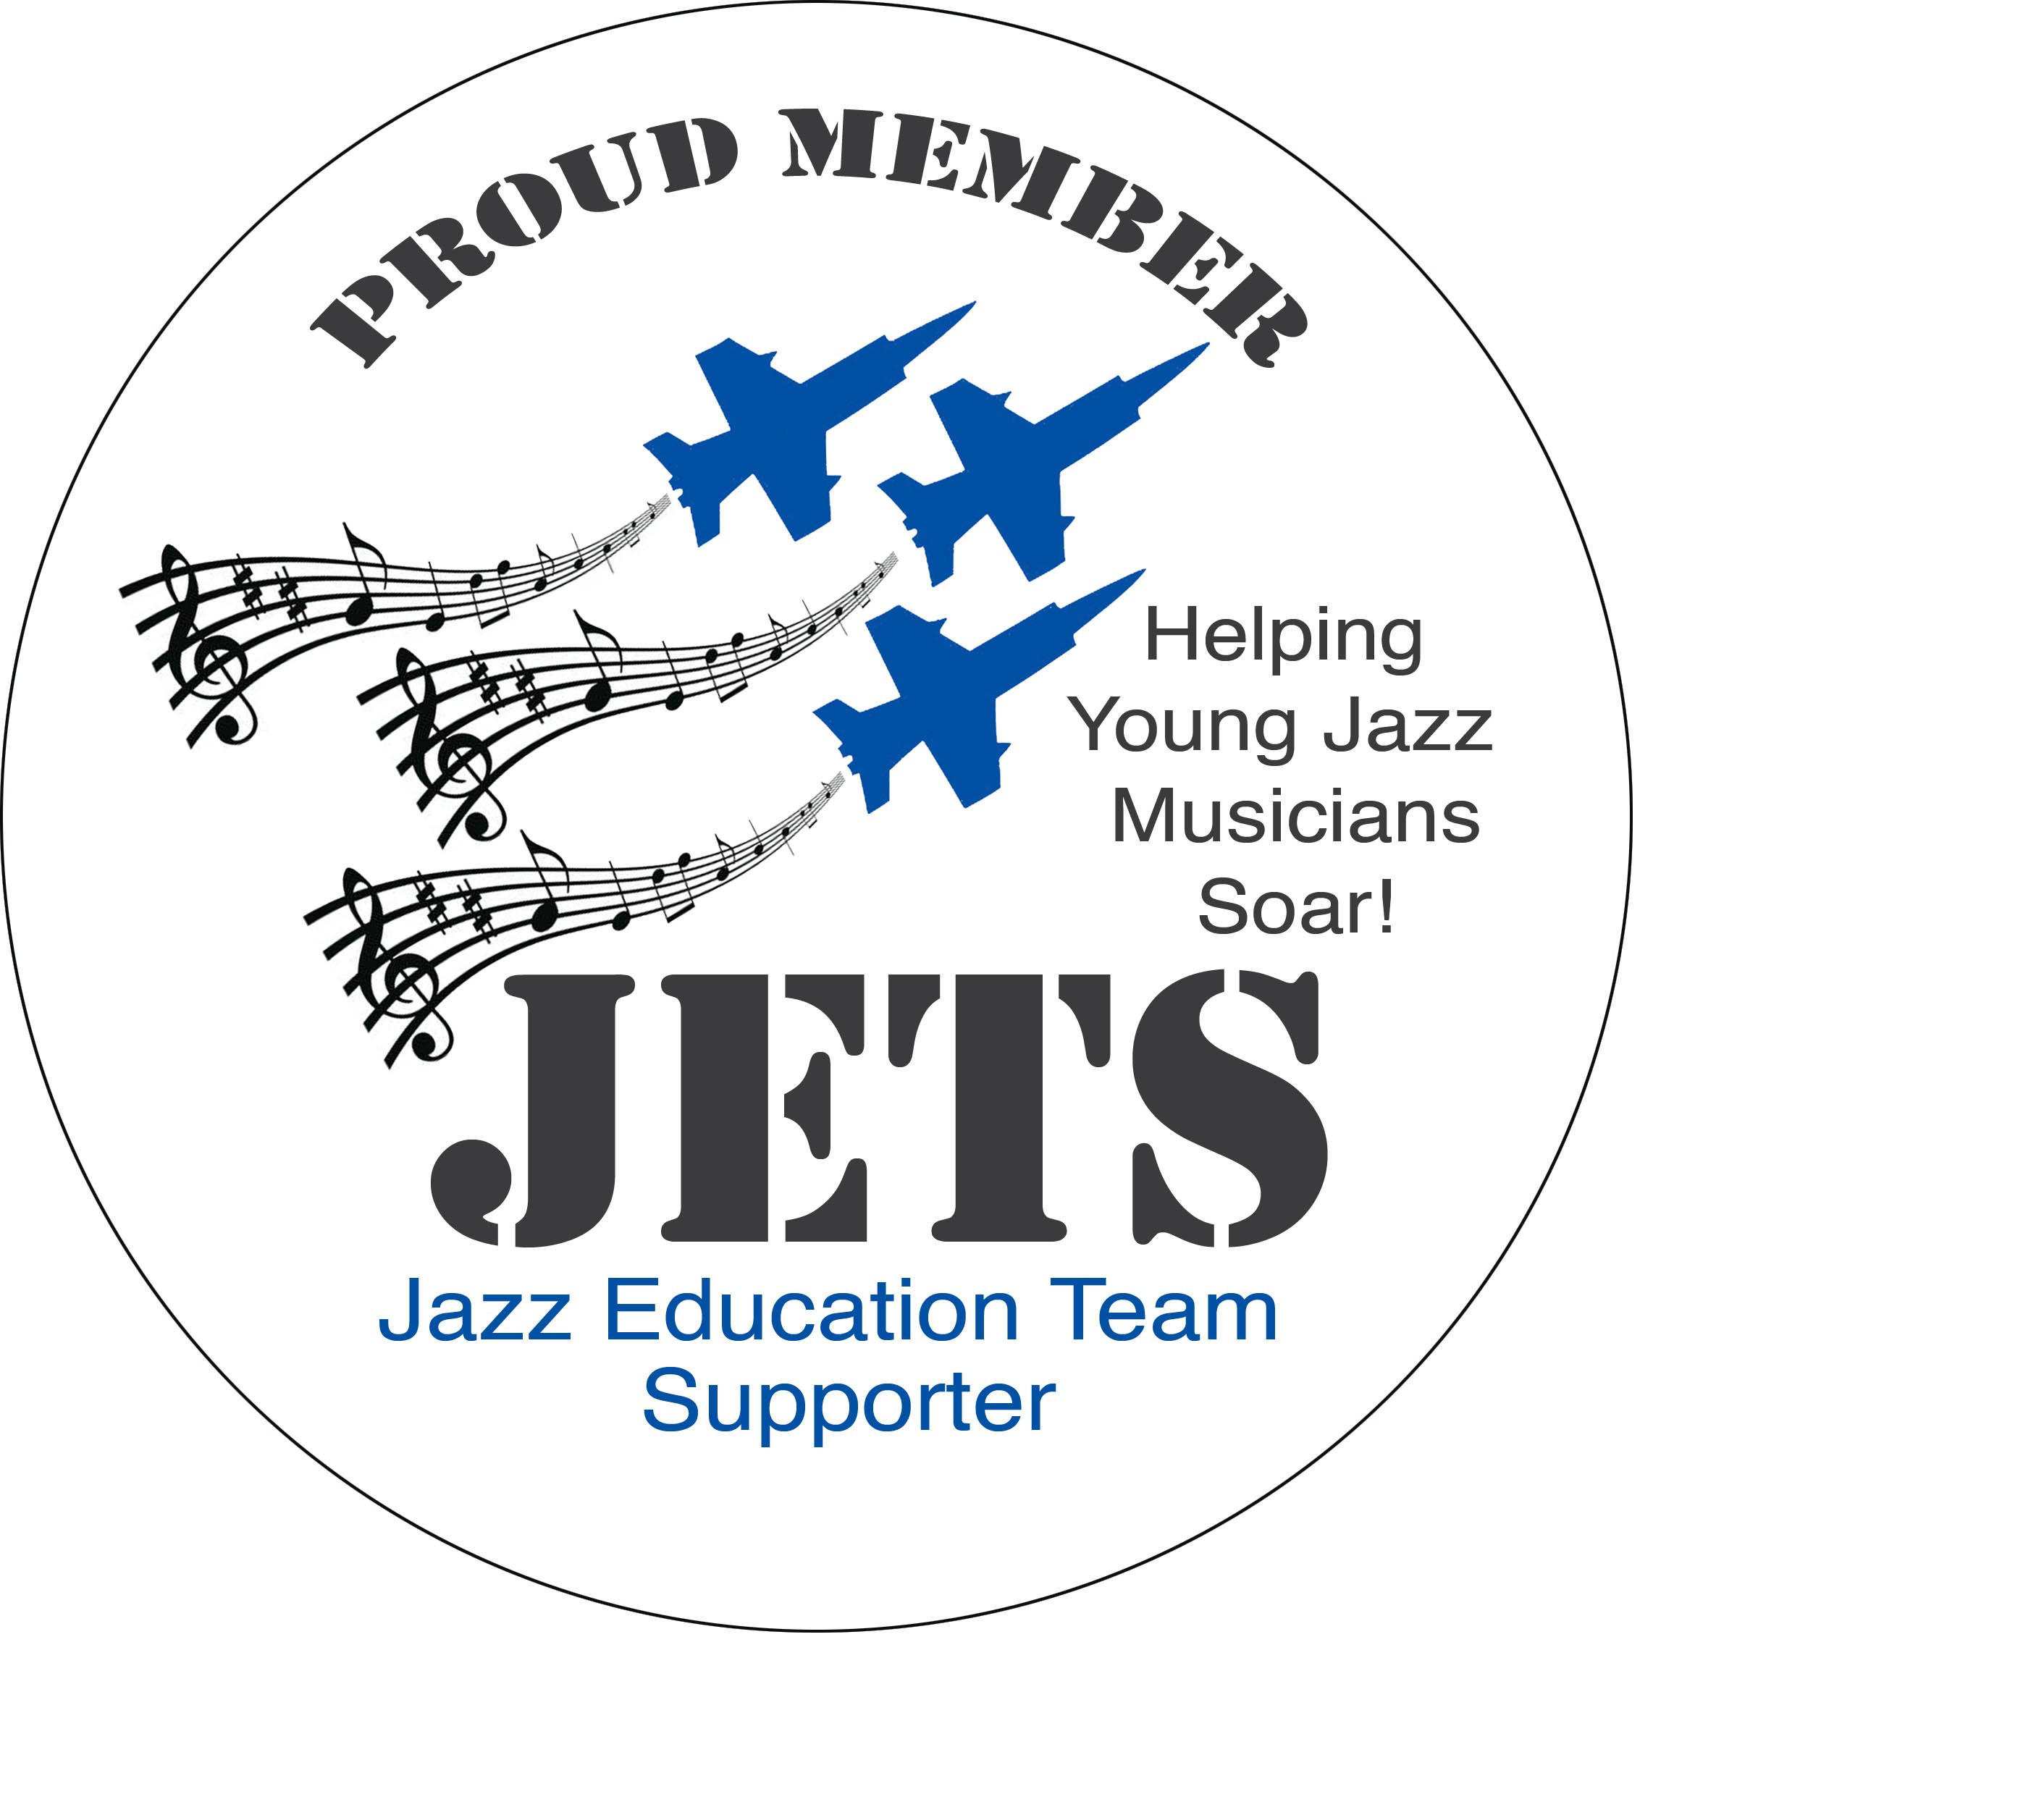 PROUD MEMBER
Helping
Young Jazz
Musicians
Soar!
JETS
Jazz Education Team
Supporter